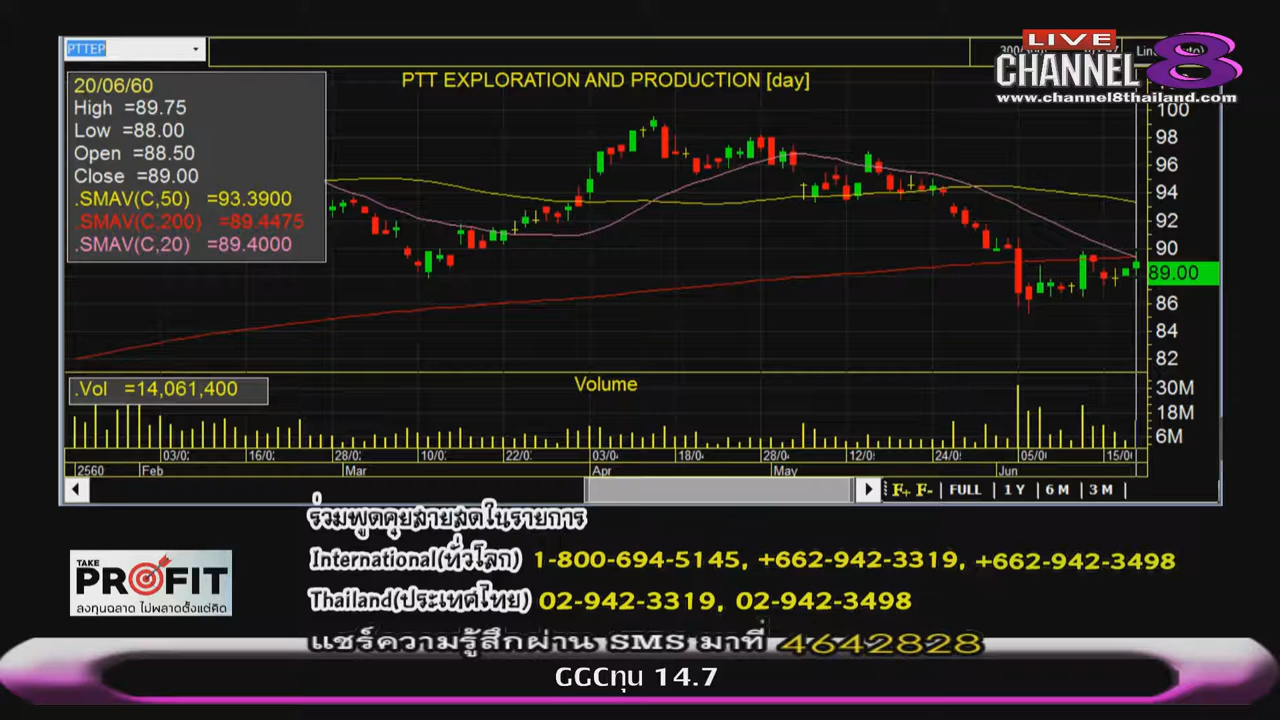 PTTEP
LIVE
CHANNEL 8
www.channel8thailand.com
PTT EXPLORATION AND PRODUCTION [day]
20/06/60
High =89.75
Low =88.00
Open =88.50
Close =89.00
.SMAV(C,50) =93.3900
.SMAV(C,200) =89.4475
.SMAV(C,20) =89.4000
100
98
96
94
92
90
89.00
86
84
82
.Vol =14,061,400
Volume
30M
18M
6M
03/0 16/0 28/0 10/0 22/0 03/0 18/0 28/0 12/0 24/0 05/0 15/0
2560 Feb Mar Apr May Jun
F+ F- FULL 1 Y 6 M 3 M
ร่วมพูดคุยสายสดในรายการ
International(ทั่วโลก) 1-800-694-5145, +662-942-3319, +662-942-3498
Thailand(ประเทศไทย) 02-942-3319, 02-942-3498
แชร์ความรู้สึกผ่าน SMS มาที่ 4642828
TAKE
PROFIT
ลงทุนฉลาด ไม่พลาดตั้งแต่คิด
GGCทุน 14.7